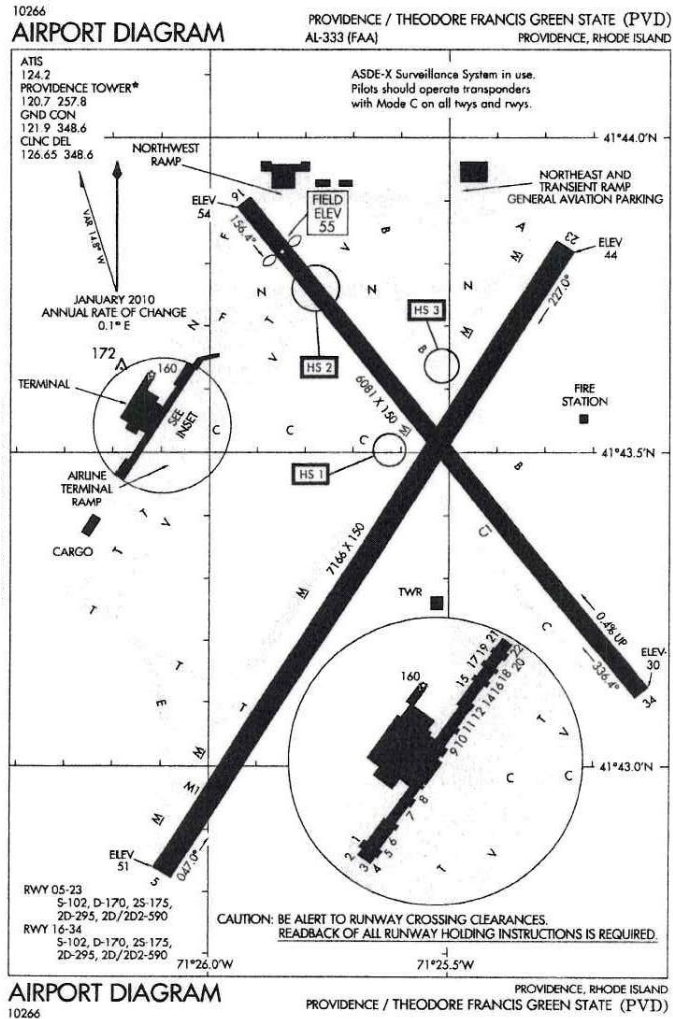 10266
AIRPORT DIAGRAM
PROVIDENCE / THEODORE FRANCIS GREEN STATE (PVD)
AL-333 (FAA)
PROVIDENCE, RHODE ISLAND
ATIS
124.2
PROVIDENCE TOWER*
120.7 257.8
GND CON
121.9 348.6
CLNC DEL
126.65 348.6
ASDE-X Surveillance System in use.
Pilots should operate transponders
with Mode C on all twys and rwys.
41°44.0'N
NORTHWEST
RAMP
NORTHEAST AND
TRANSIENT RAMP
GENERAL AVIATION PARKING
VAR 14.8° W
ELEV
54
16
156.4°
FIELD
ELEV
55
F
V
B
A
W
23
ELEV
44
227.0°
JANUARY 2010
ANNUAL RATE OF CHANGE
0.1° E
N
F
T
V
N
N
W
HS 3
B
HS 2
172
160
TERMINAL
SEE
INSET
6081 X 150
FIRE
STATION
C
C
C
M
HS 1
41°43.5'N
AIRLINE
TERMINAL
RAMP
B
CARGO
T
V
T
T
7166 X 150
C1
M
TWR
C
0.4% UP
ELEV
30
336.4°
34
T
T
E
T
W
M
M1
M
160
1
2
3
4
5
6
7
8
9
10
11
12
14
16
18
20
22
15
17
19
21
T
V
C
C
T
V
41°43.0'N
ELEV
51
5
047.0°
RWY 05-23
S-102, D-170, 2S-175,
2D-295, 2D/2D2-590
RWY 16-34
S-102, D-170, 2S-175,
2D-295, 2D/2D2-590
CAUTION: BE ALERT TO RUNWAY CROSSING CLEARANCES.
READBACK OF ALL RUNWAY HOLDING INSTRUCTIONS IS REQUIRED.
71°26.0'W
71°25.5'W
AIRPORT DIAGRAM
10266
PROVIDENCE, RHODE ISLAND
PROVIDENCE / THEODORE FRANCIS GREEN STATE (PVD)